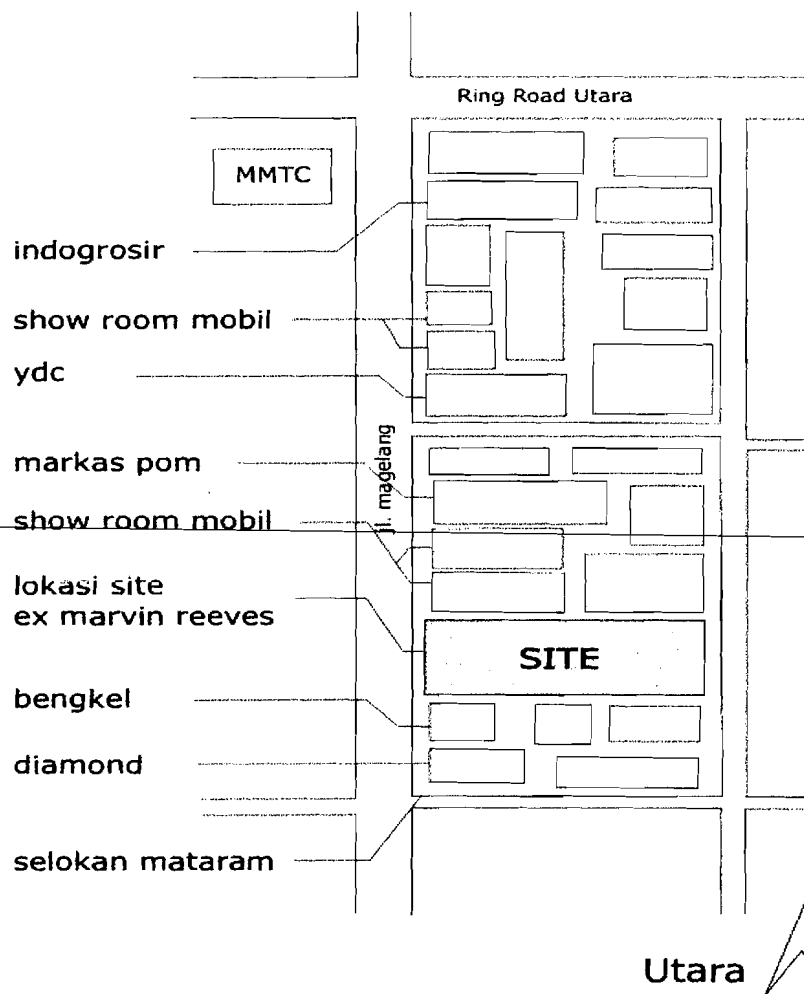 Ring Road Utara
MMTC
indogrosir
show room mobil
ydc
jl. magelang
markas pom
show room mobil
lokasi site
ex marvin reeves
SITE
bengkel
diamond
selokan mataram
Utara